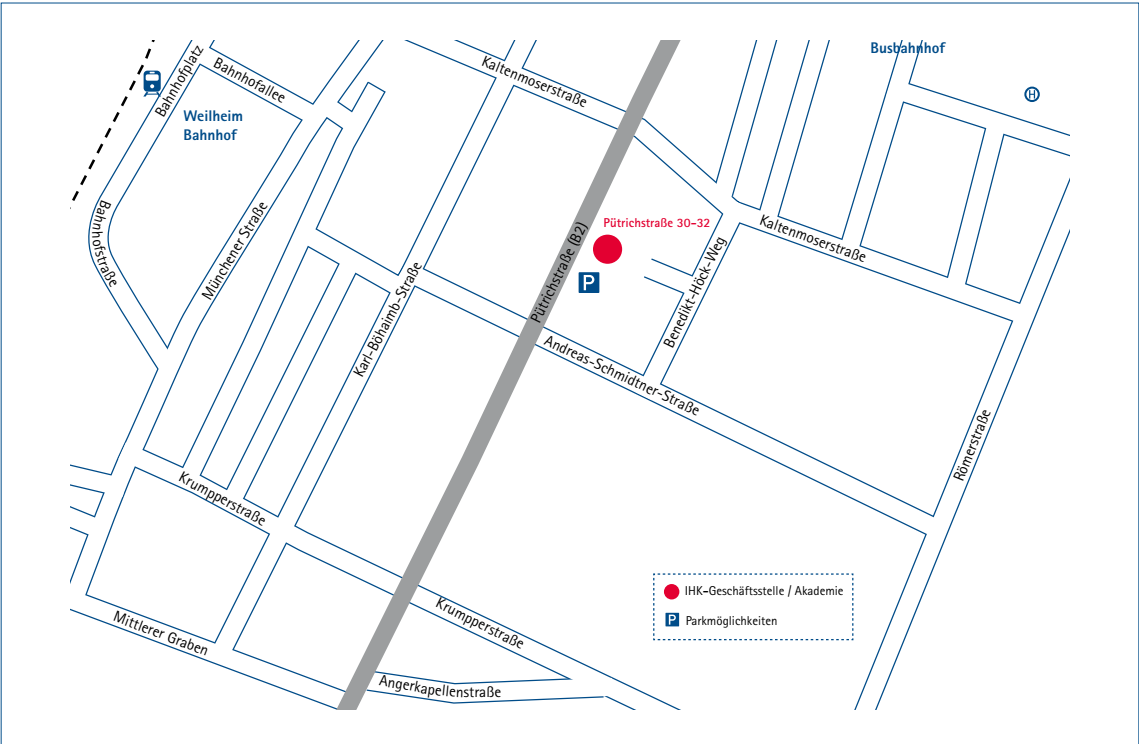 Busbahnhof
Kaltenmoserstraße
Bahnhofplatz
Bahnhofallee
H
Weilheim
Bahnhof
Pütrichstraße 30-32
Kaltenmoserstraße
Bahnhofstraße
Münchener Straße
Pütrichstraße (B2)
P
Benedikt-Höck-Weg
Karl-Böhaimb-Straße
Andreas-Schmidtner-Straße
Römerstraße
Krumpperstraße
IHK-Geschäftsstelle / Akademie
P Parkmöglichkeiten
Krumpperstraße
Mittlerer Graben
Angerkapellenstraße